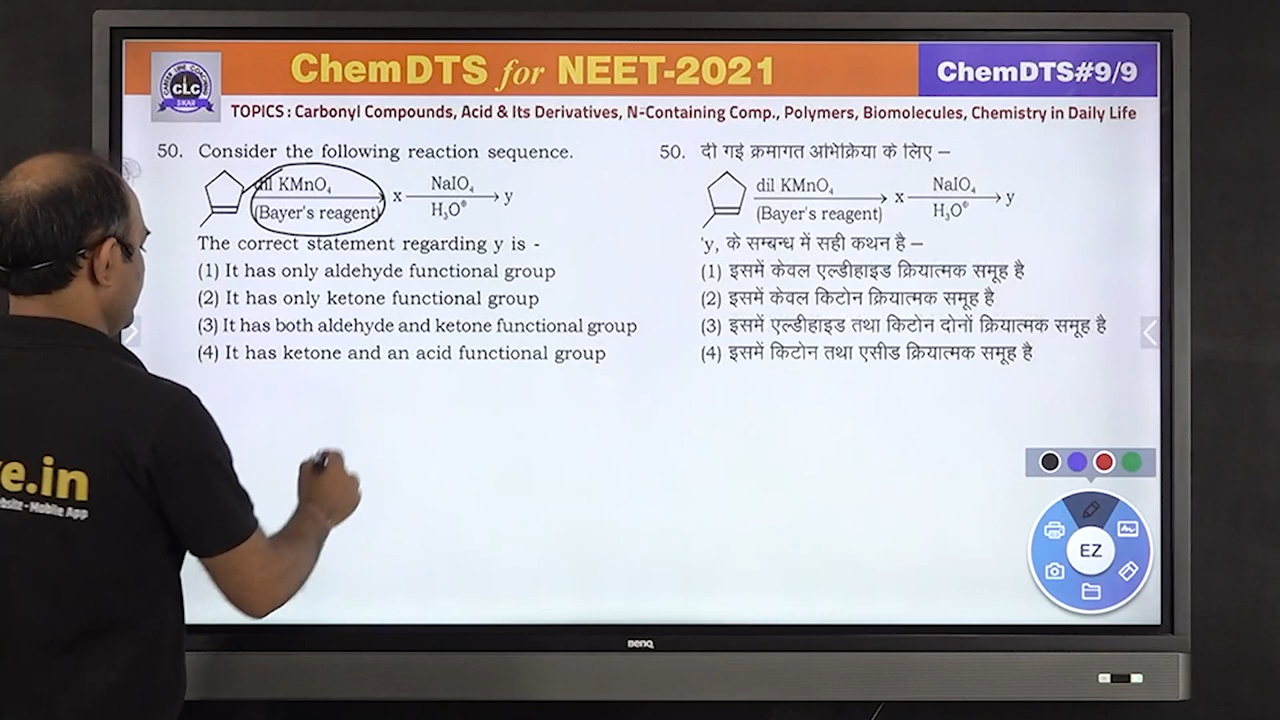 ChemDTS for NEET-2021
ChemDTS#9/9
CLC
SIKAR
TOPICS : Carbonyl Compounds, Acid & Its Derivatives, N-Containing Comp., Polymers, Biomolecules, Chemistry in Daily Life
50. Consider the following reaction sequence.
dil KMnO₄
(Bayer's reagent)
x
NaIO₄
H₃O⊕
y
The correct statement regarding y is -
(1) It has only aldehyde functional group
(2) It has only ketone functional group
(3) It has both aldehyde and ketone functional group
(4) It has ketone and an acid functional group
50. दी गई क्रमागत अभिक्रिया के लिए –
dil KMnO₄
(Bayer's reagent)
x
NaIO₄
H₃O⊕
y
'y, के सम्बन्ध में सही कथन है –
(1) इसमें केवल एल्डीहाइड क्रियात्मक समूह है
(2) इसमें केवल किटोन क्रियात्मक समूह है
(3) इसमें एल्डीहाइड तथा किटोन दोनों क्रियात्मक समूह है
(4) इसमें किटोन तथा एसीड क्रियात्मक समूह है
e.in
Mobile App
EZ
BenQ